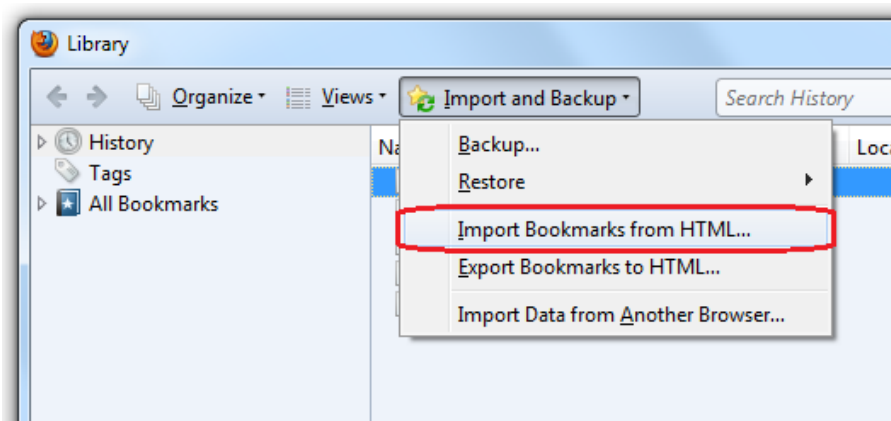 Library
Organize Views Import and Backup Search History
History
Tags
All Bookmarks
Na
Loca
Backup...
Restore
Import Bookmarks from HTML...
Export Bookmarks to HTML...
Import Data from Another Browser...